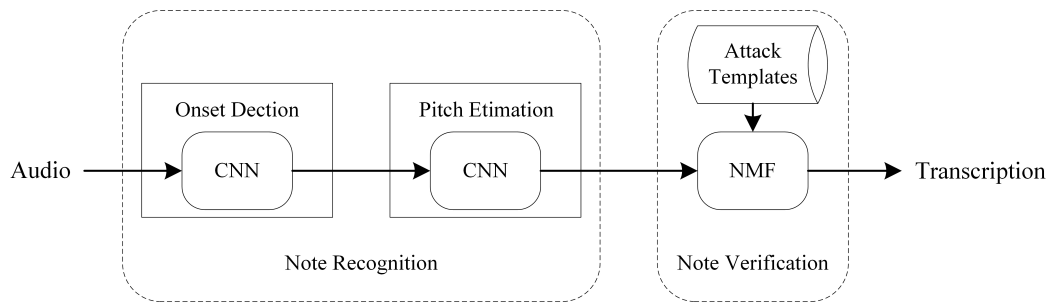 Attack
Templates
Onset Dection
Pitch Etimation
Audio
CNN
CNN
NMF
Transcription
Note Recognition
Note Verification